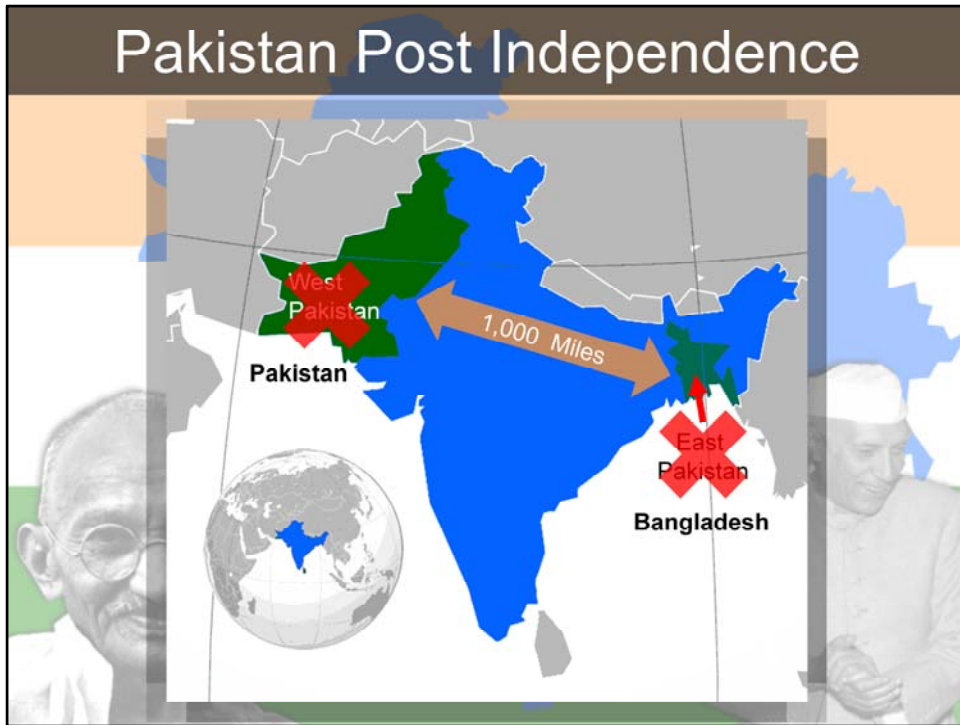 Pakistan Post Independence
West
Pakistan
1,000 Miles
Pakistan
East
Pakistan
Bangladesh